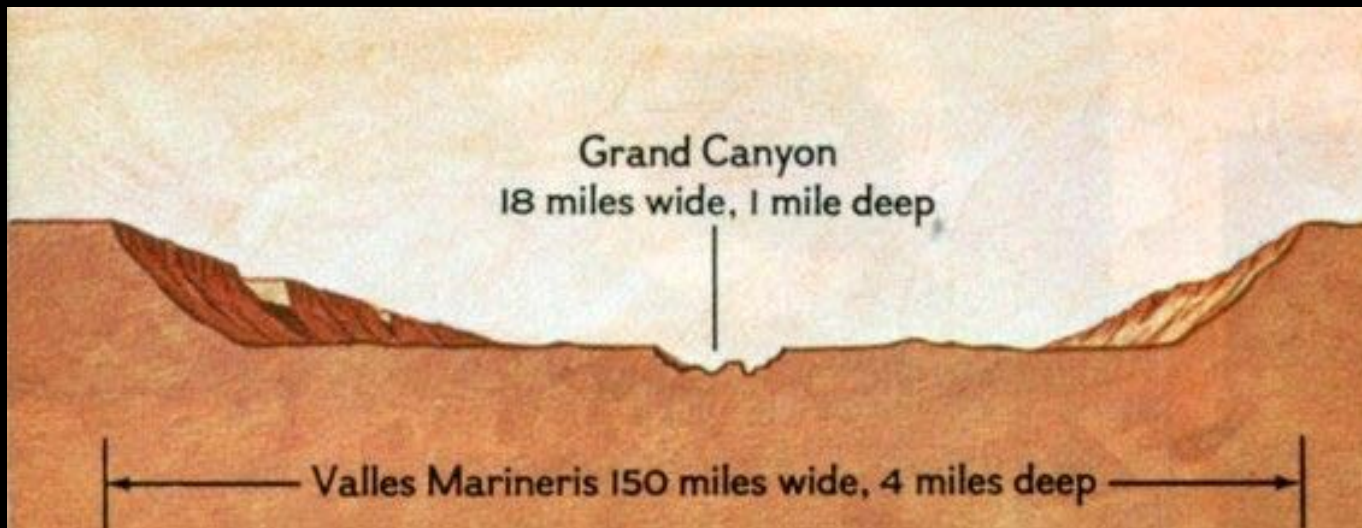 Grand Canyon
18 miles wide, 1 mile deep
Valles Marineris 150 miles wide, 4 miles deep